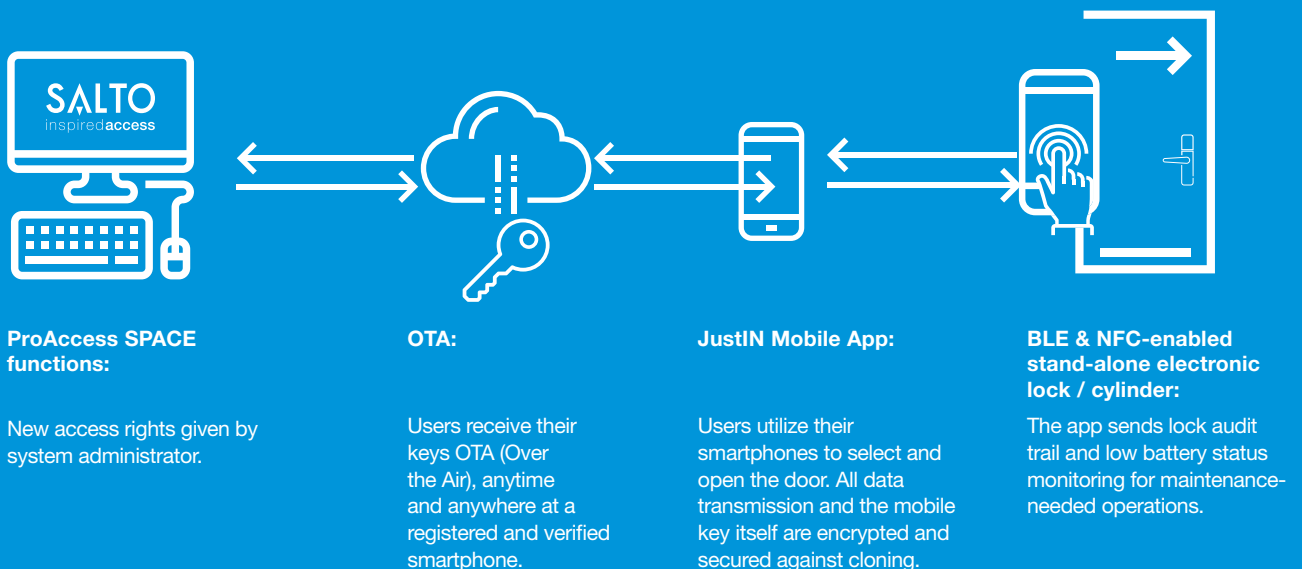 SALTO
inspiredaccess
ProAccess SPACE
functions:
New access rights given by
system administrator.
OTA:
Users receive their
keys OTA (Over
the Air), anytime
and anywhere at a
registered and verified
smartphone.
JustIN Mobile App:
Users utilize their
smartphones to select and
open the door. All data
transmission and the mobile
key itself are encrypted and
secured against cloning.
BLE & NFC-enabled
stand-alone electronic
lock / cylinder:
The app sends lock audit
trail and low battery status
monitoring for maintenance-
needed operations.